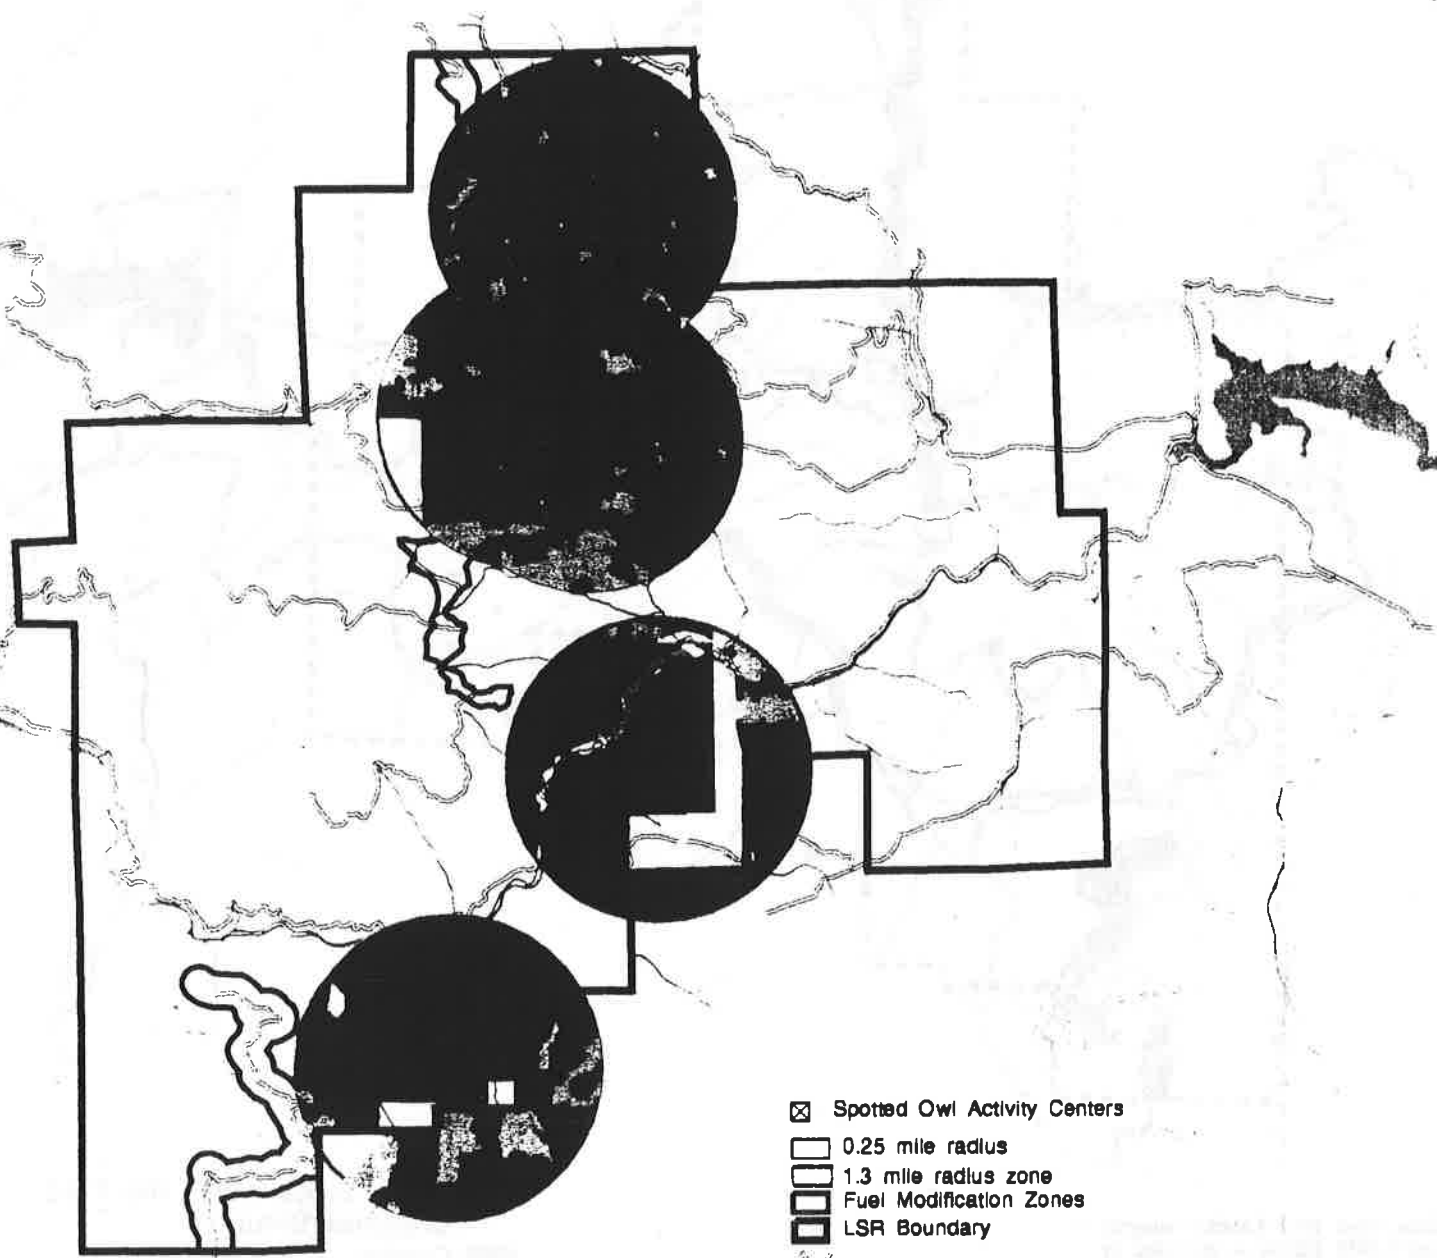 Spotted Owl Activity Centers
0.25 mile radius
1.3 mile radius zone
Fuel Modification Zones
LSR Boundary